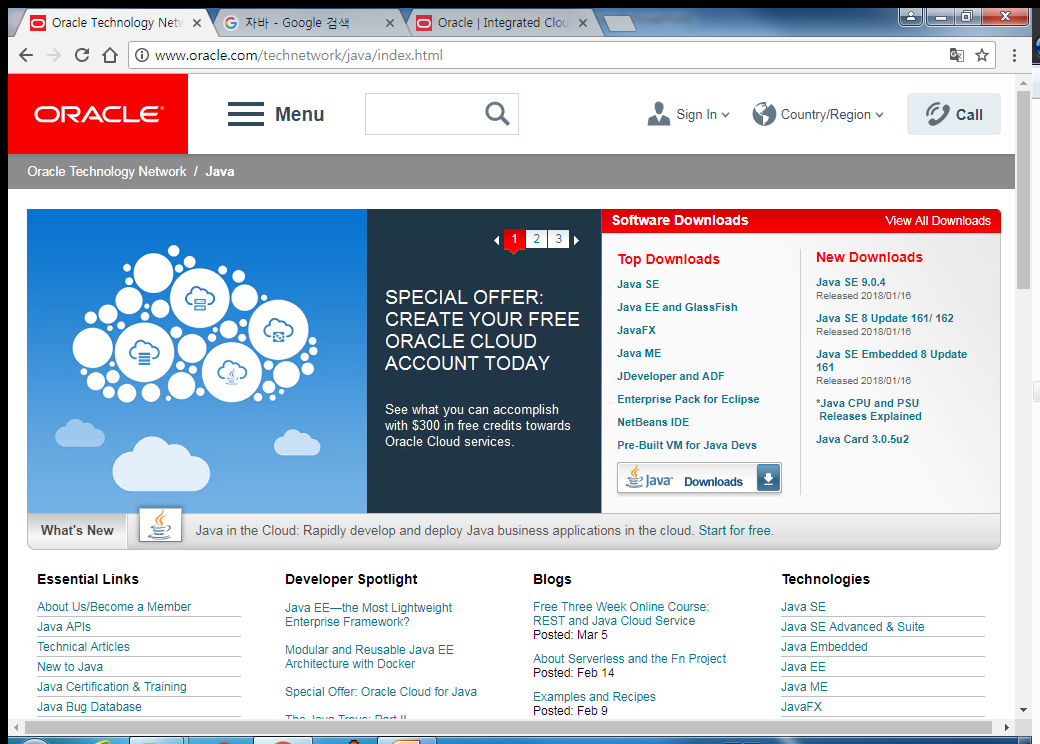 Oracle Technology Netw
자바 - Google 검색
Oracle | Integrated Clou
www.oracle.com/technetwork/java/index.html
ORACLE
Menu
Sign In
Country/Region
Call
Oracle Technology Network / Java
1 2 3
SPECIAL OFFER:
CREATE YOUR FREE
ORACLE CLOUD
ACCOUNT TODAY
See what you can accomplish
with $300 in free credits towards
Oracle Cloud services.
Software Downloads
View All Downloads
Top Downloads
Java SE
Java EE and GlassFish
JavaFX
Java ME
JDeveloper and ADF
Enterprise Pack for Eclipse
NetBeans IDE
Pre-Built VM for Java Devs
Java Downloads
New Downloads
Java SE 9.0.4
Released 2018/01/16
Java SE 8 Update 161/ 162
Released 2018/01/16
Java SE Embedded 8 Update
161
Released 2018/01/16
*Java CPU and PSU
Releases Explained
Java Card 3.0.5u2
What's New
Java in the Cloud: Rapidly develop and deploy Java business applications in the cloud. Start for free.
Essential Links
About Us/Become a Member
Java APIs
Technical Articles
New to Java
Java Certification & Training
Java Bug Database
Developer Spotlight
Java EE—the Most Lightweight
Enterprise Framework?
Modular and Reusable Java EE
Architecture with Docker
Special Offer: Oracle Cloud for Java
Blogs
Free Three Week Online Course:
REST and Java Cloud Service
Posted: Mar 5
About Serverless and the Fn Project
Posted: Feb 14
Examples and Recipes
Posted: Feb 9
Technologies
Java SE
Java SE Advanced & Suite
Java Embedded
Java EE
Java ME
JavaFX